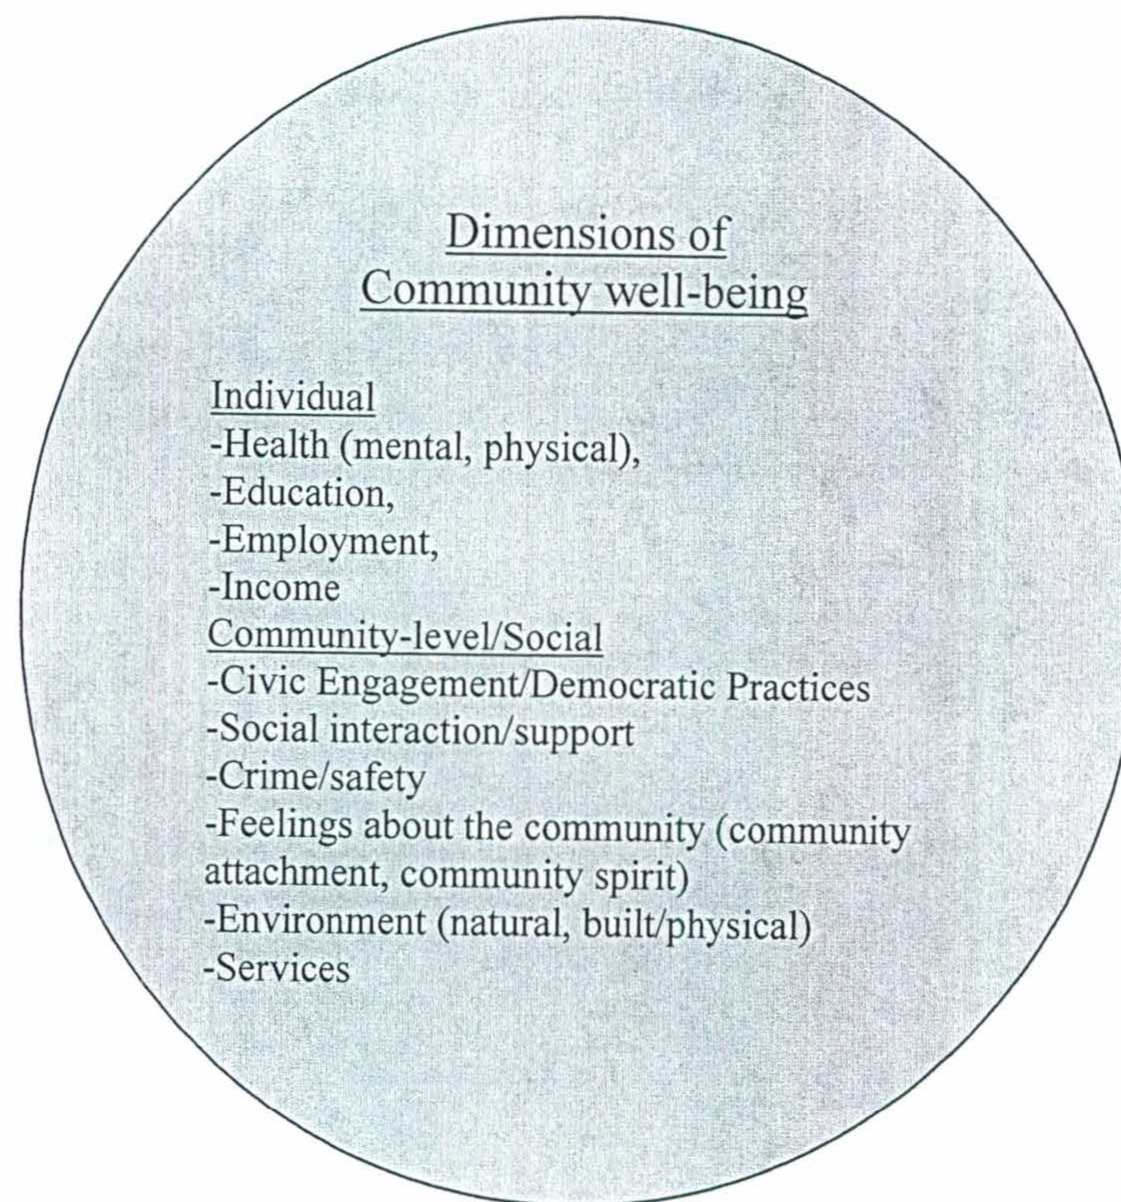 Dimensions of
Community well-being
Individual
-Health (mental, physical),
-Education,
-Employment,
-Income
Community-level/Social
-Civic Engagement/Democratic Practices
-Social interaction/support
-Crime/safety
-Feelings about the community (community
attachment, community spirit)
-Environment (natural, built/physical)
-Services